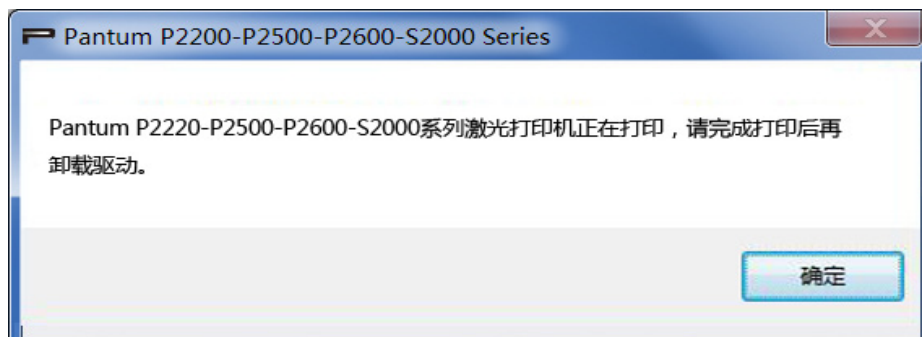 Pantum P2200-P2500-P2600-S2000 Series
Pantum P2220-P2500-P2600-S2000系列激光打印机正在打印，请完成打印后再
卸载驱动。
确定